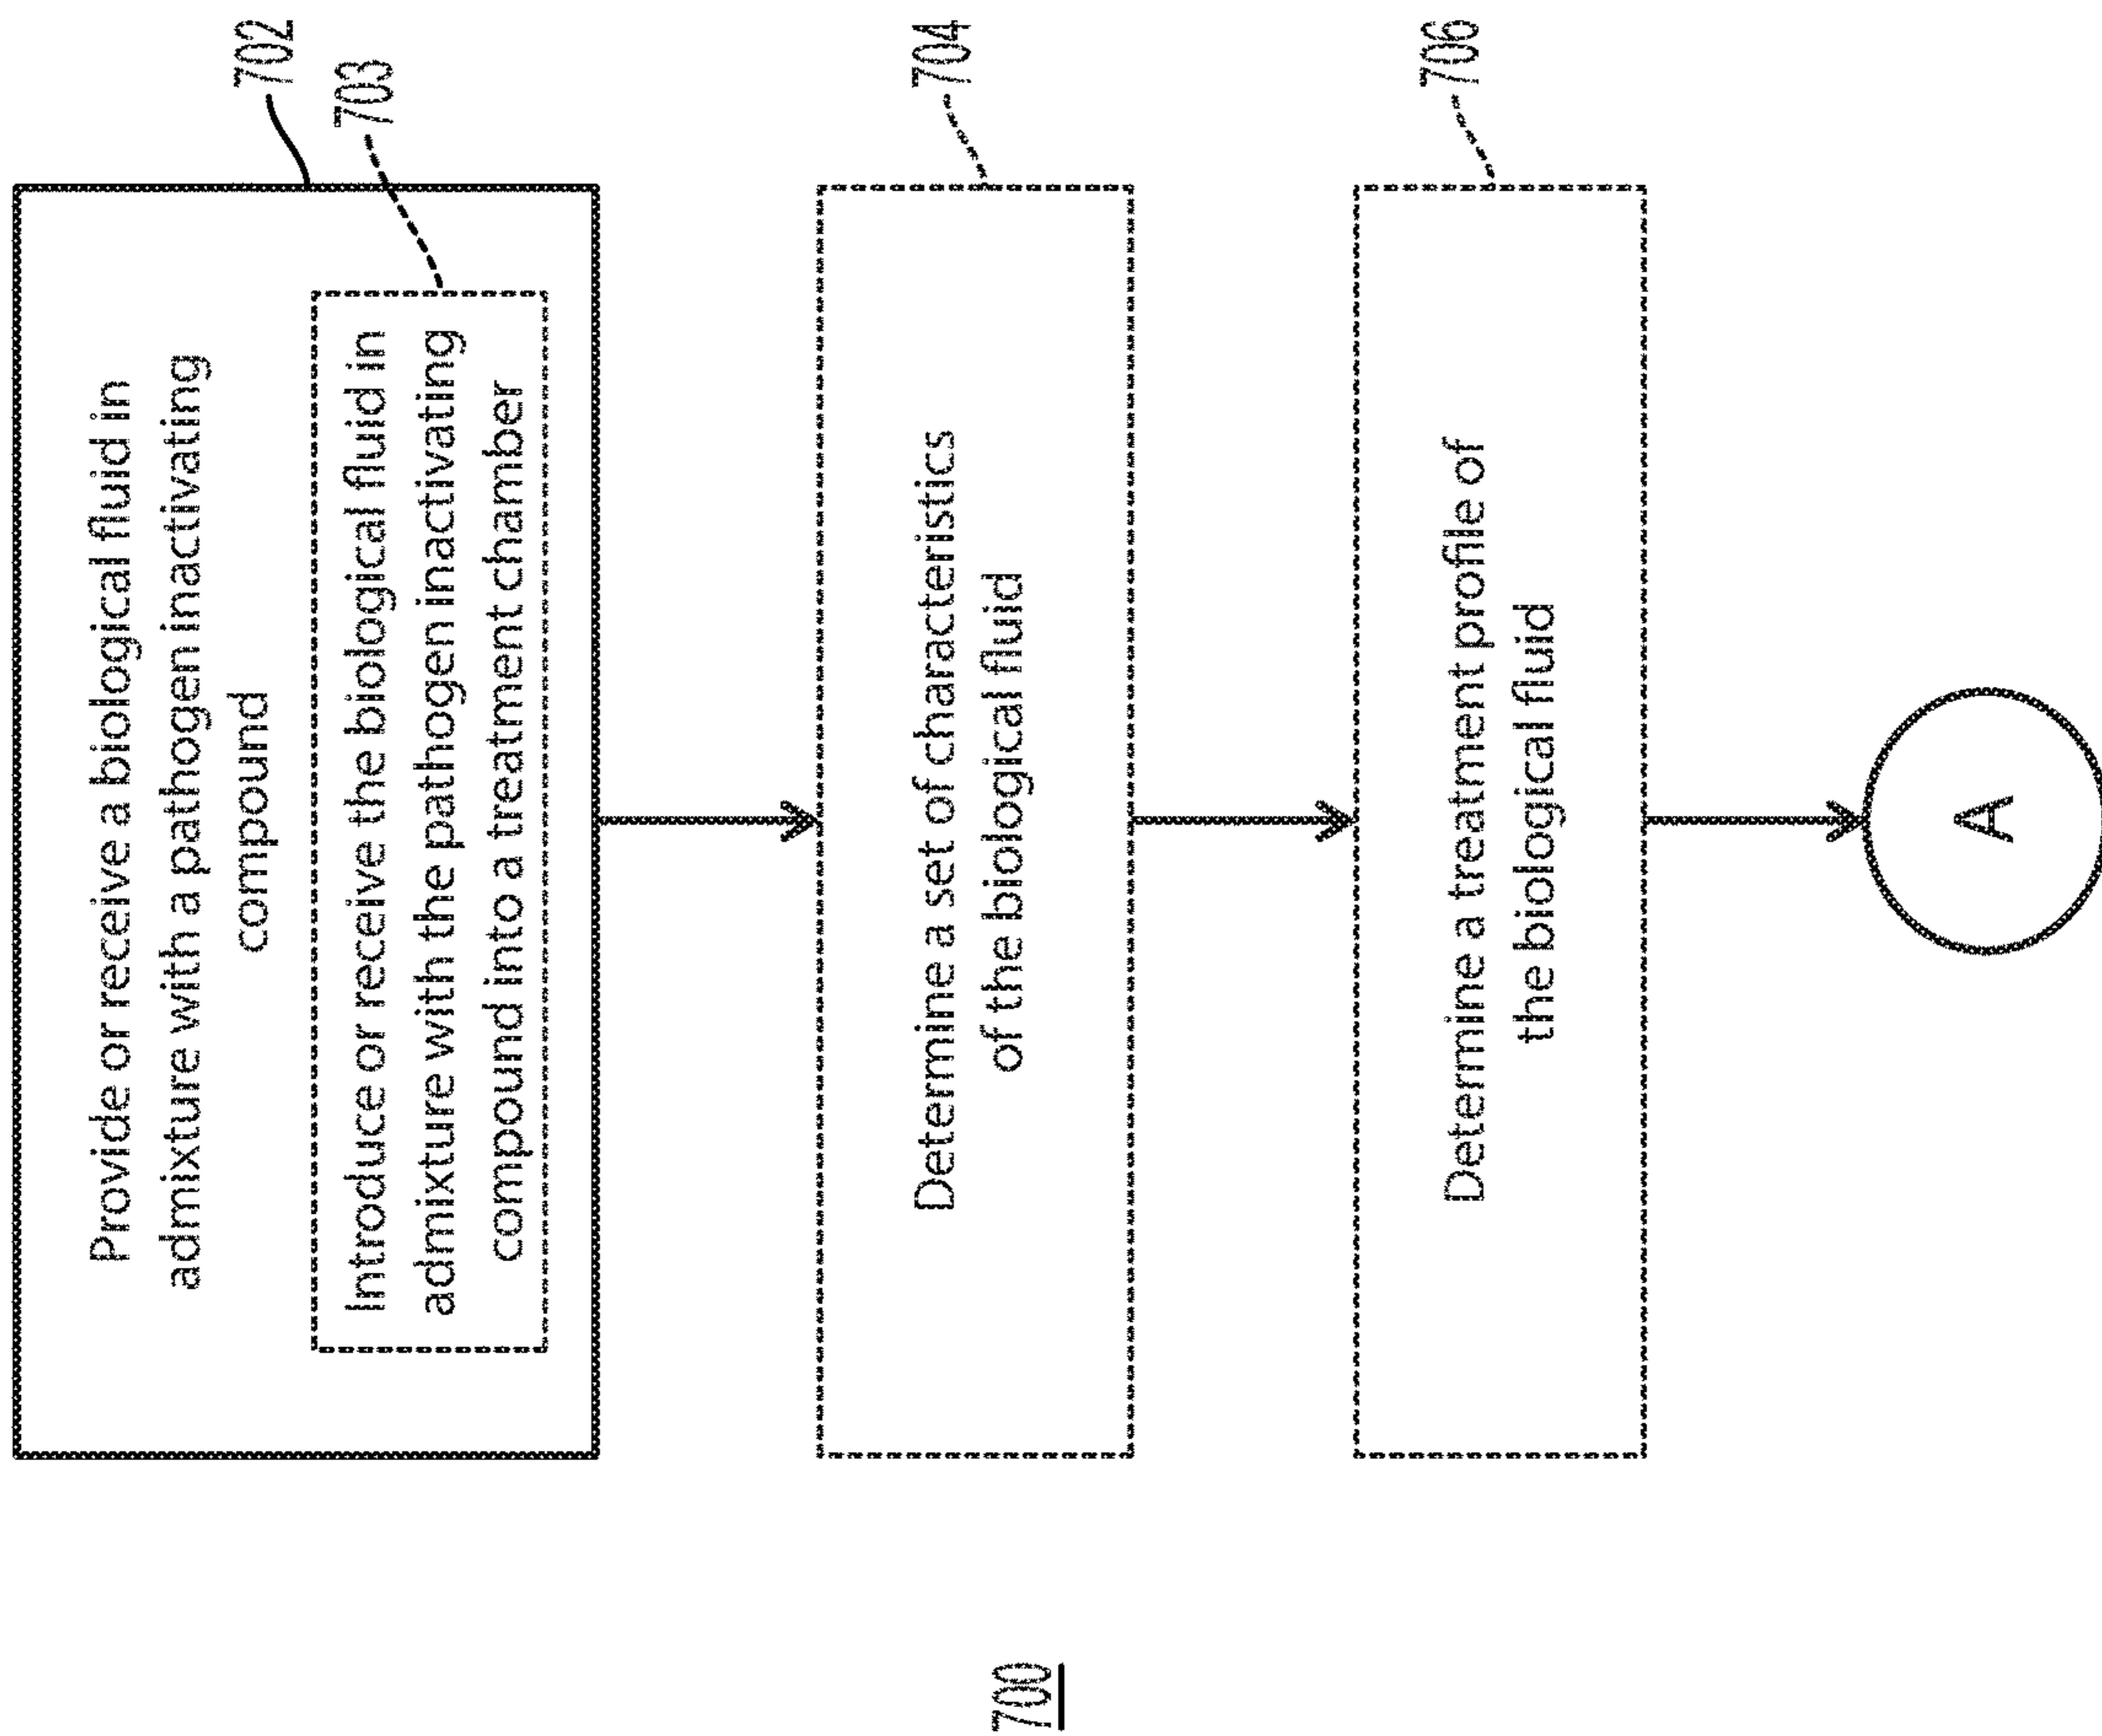 Provide or receive a biological fluid in
admixture with a pathogen inactivating
compound
702
Introduce or receive the biological fluid in
admixture with the pathogen inactivating
compound into a treatment chamber
703
Determine a set of characteristics
of the biological fluid
704
Determine a treatment profile of
the biological fluid
706
A
700